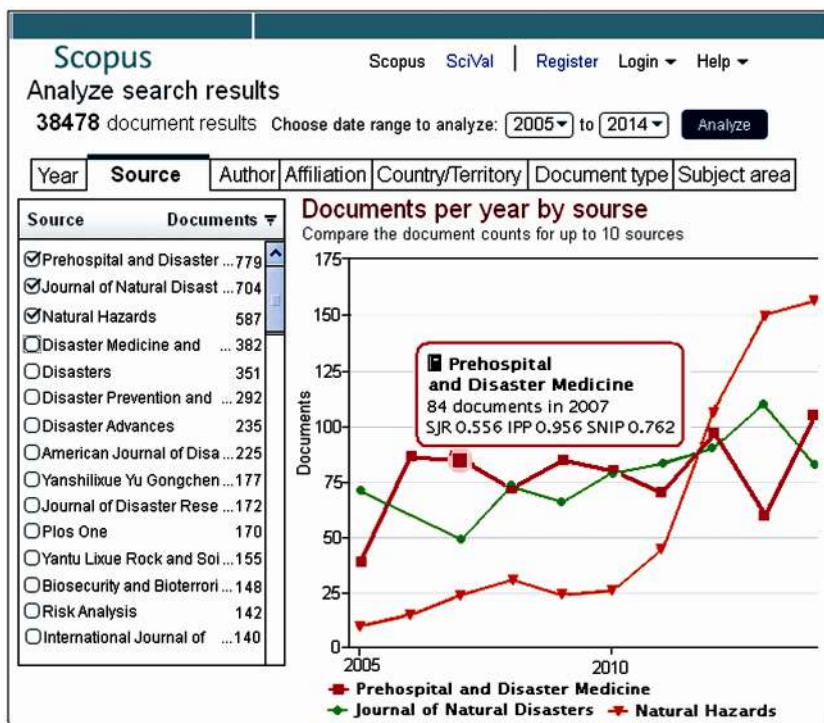 Scopus
Scopus SciVal | Register Login Help
Analyze search results
38478 document results Choose date range to analyze: 2005 to 2014 Analyze
Year Source Author Affiliation Country/Territory Document type Subject area
Source Documents
Prehospital and Disaster ...779
Journal of Natural Disast ...704
Natural Hazards 587
Disaster Medicine and ...382
Disasters 351
Disaster Prevention and ...292
Disaster Advances 235
American Journal of Disa ...225
Yanshilixue Yu Gongchen ...177
Journal of Disaster Rese ...172
Plos One 170
Yantu Lixue Rock and Soi ...155
Biosecurity and Bioterrori ...148
Risk Analysis 142
International Journal of ...140
Documents per year by sourse
Compare the document counts for up to 10 sources
175
150
125
100
75
50
25
0
Documents
Prehospital
and Disaster Medicine
84 documents in 2007
SJR 0.556 IPP 0.956 SNIP 0.762
2005 2010
Prehospital and Disaster Medicine
Journal of Natural Disasters Natural Hazards